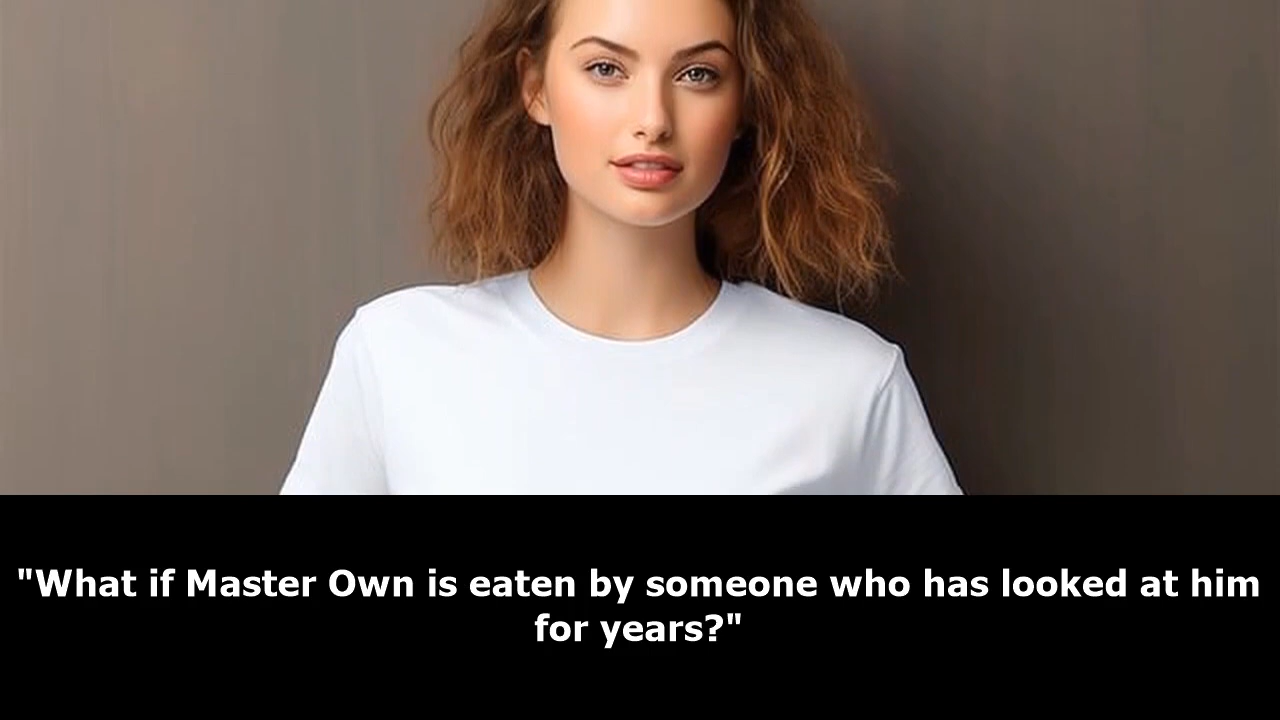 "What if Master Own is eaten by someone who has looked at him
for years?"